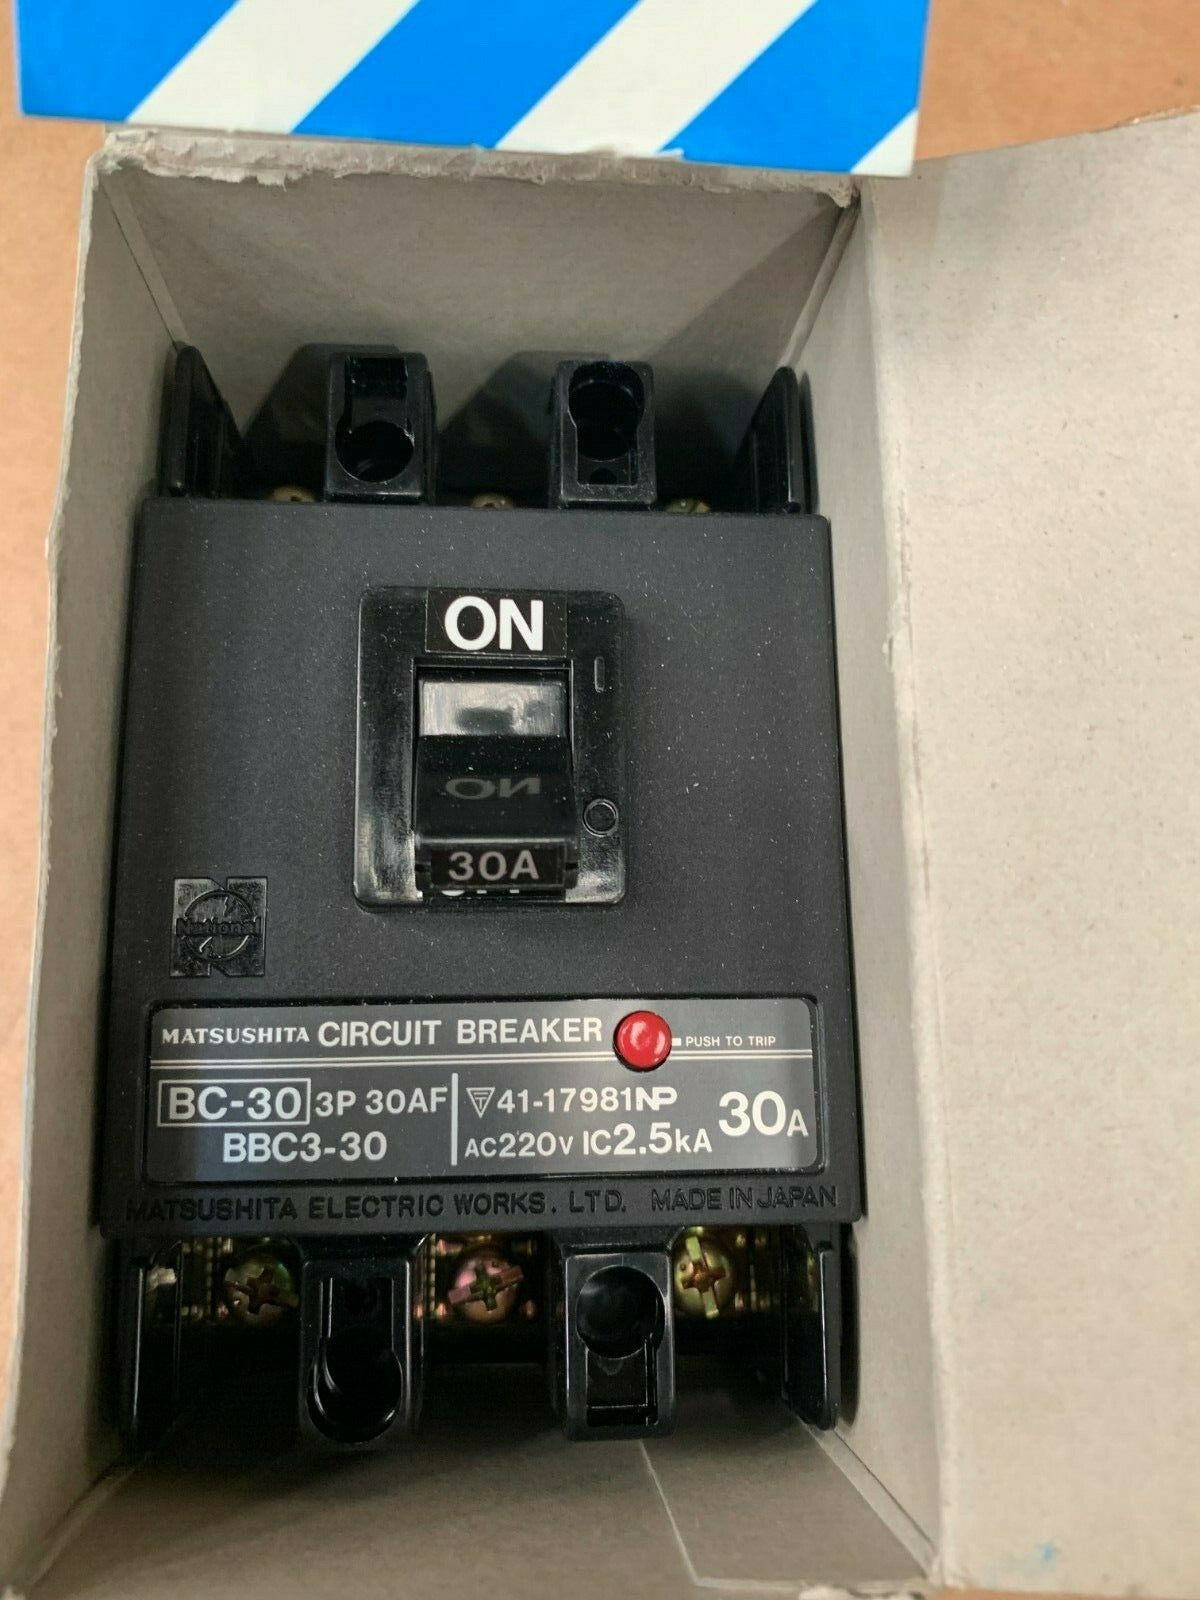 ON
I
ON
30A
National
MATSUSHITA CIRCUIT BREAKER PUSH TO TRIP
BC-30 3P 30AF
BBC3-30
41-17981NP
AC220V IC2.5kA
30A
MATSUSHITA ELECTRIC WORKS. LTD. MADE IN JAPAN